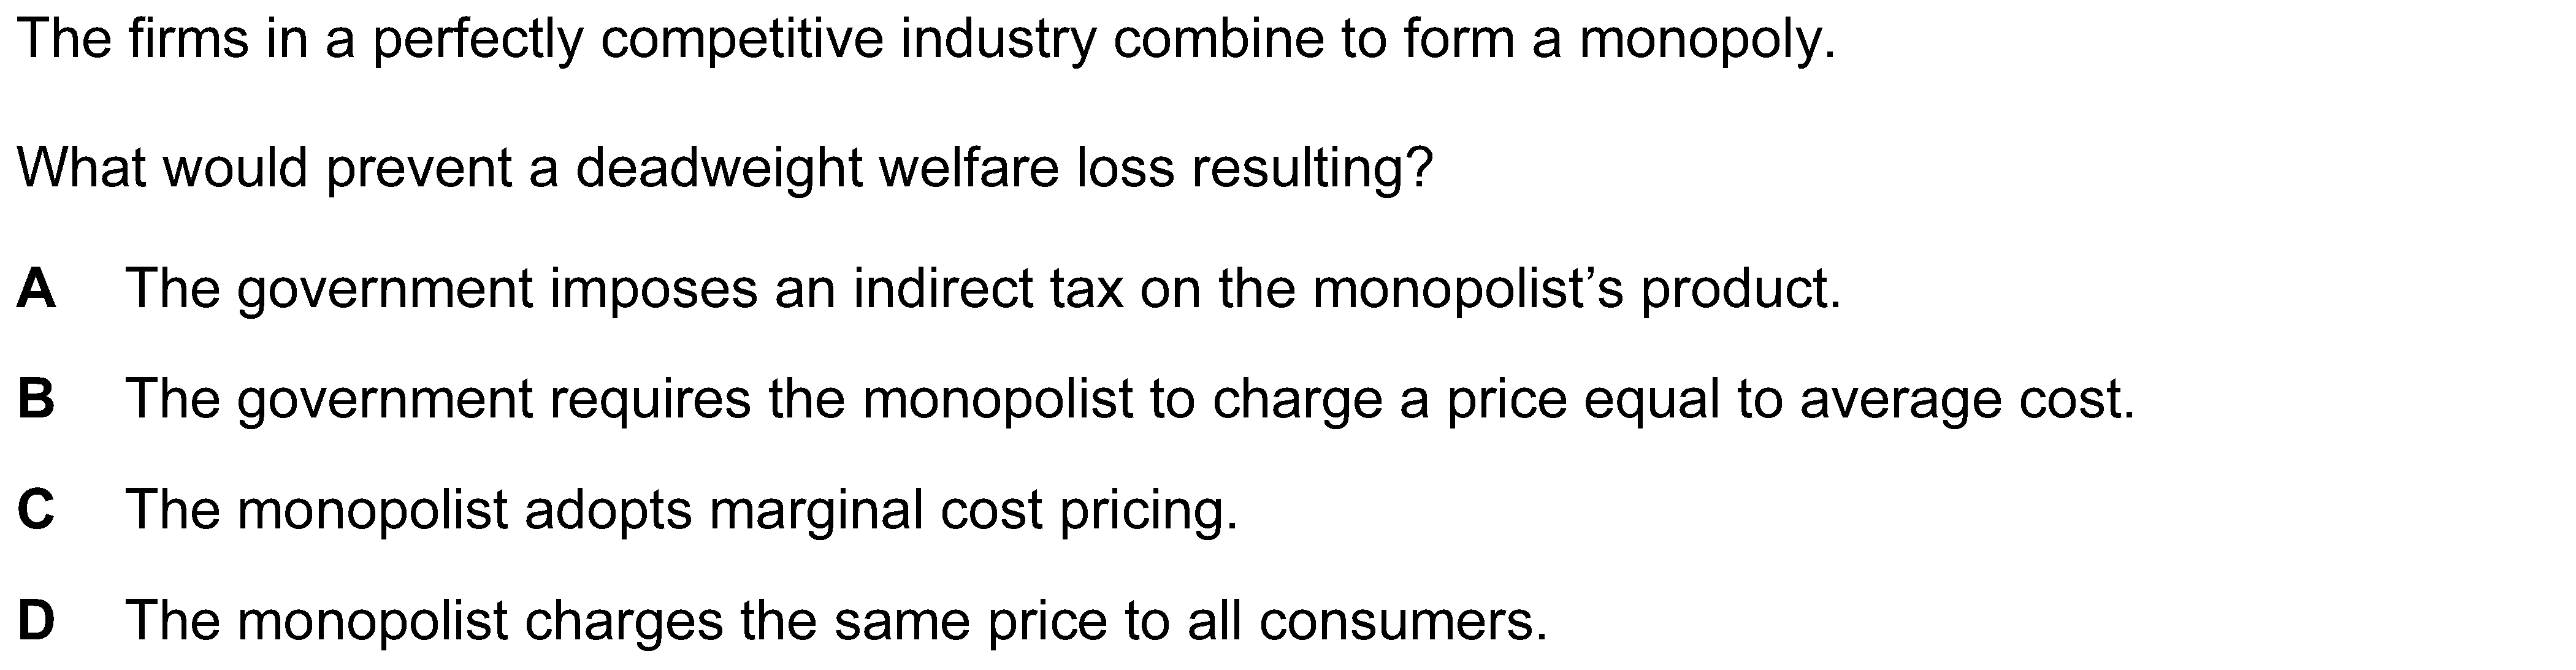 The firms in a perfectly competitive industry combine to form a monopoly.
What would prevent a deadweight welfare loss resulting?
A The government imposes an indirect tax on the monopolist’s product.
B The government requires the monopolist to charge a price equal to average cost.
C The monopolist adopts marginal cost pricing.
D The monopolist charges the same price to all consumers.